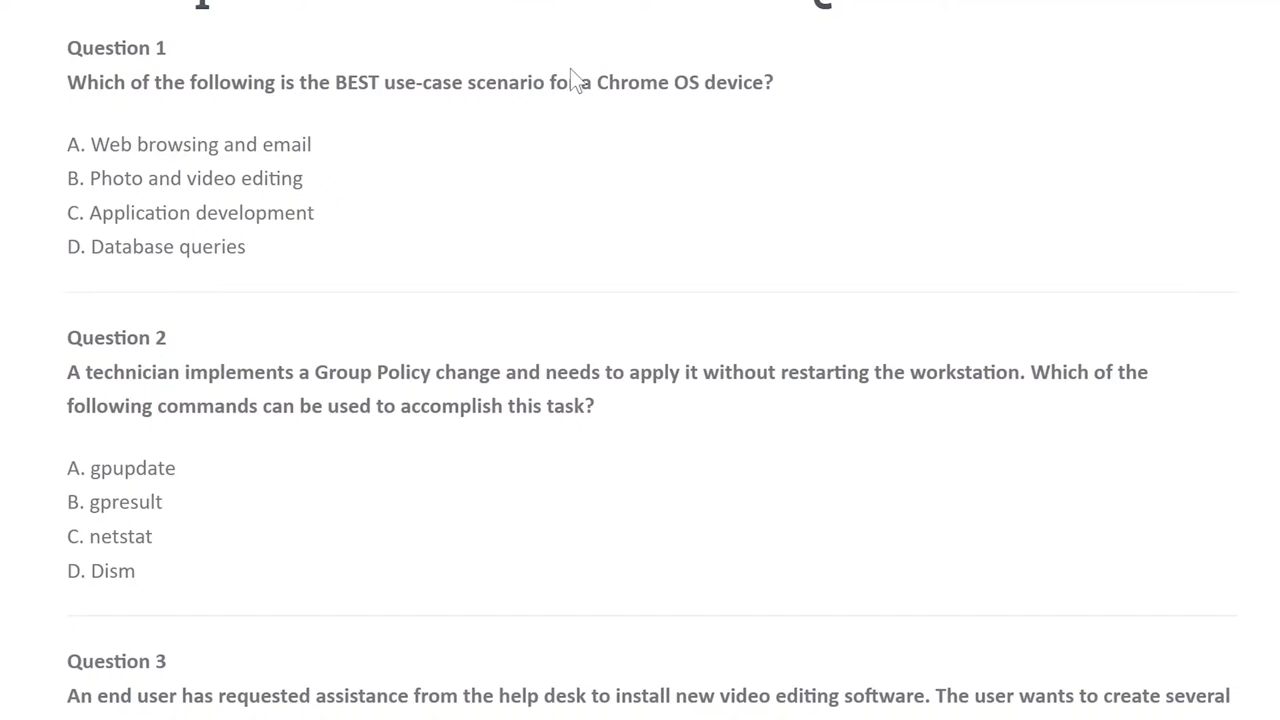 Question 1
Which of the following is the BEST use-case scenario for a Chrome OS device?
A. Web browsing and email
B. Photo and video editing
C. Application development
D. Database queries
Question 2
A technician implements a Group Policy change and needs to apply it without restarting the workstation. Which of the
following commands can be used to accomplish this task?
A. gpupdate
B. gpresult
C. netstat
D. Dism
Question 3
An end user has requested assistance from the help desk to install new video editing software. The user wants to create several